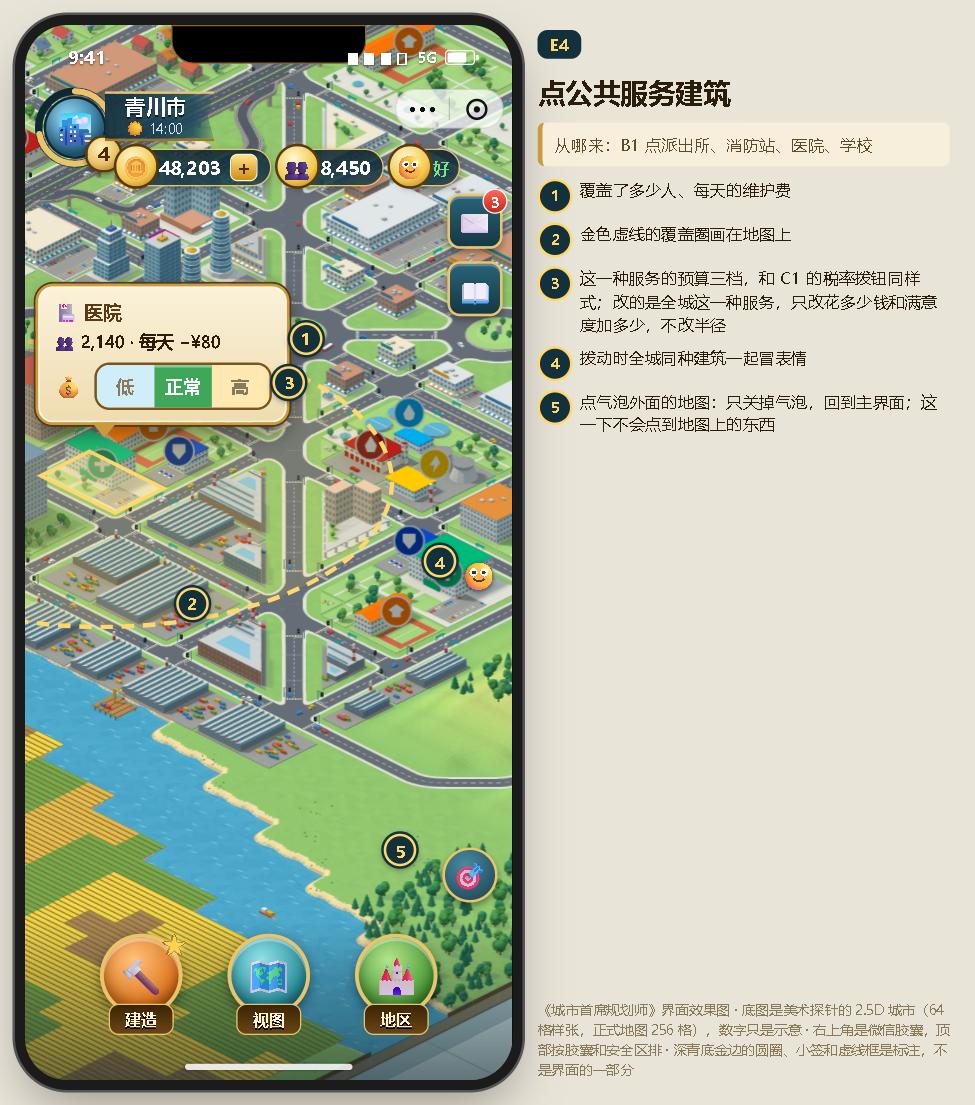 9:41
5G
青川市
14:00
4
48,203
+
8,450
好
3
医院
2,140 · 每天 −¥80
低
正常
高
1
3
2
4
5
建造
视图
地区
E4
点公共服务建筑
从哪来：B1 点派出所、消防站、医院、学校
1 覆盖了多少人、每天的维护费
2 金色虚线的覆盖圈画在地图上
3 这一种服务的预算三档，和 C1 的税率拨钮同样
式；改的是全城这一种服务，只改花多少钱和满意
度加多少，不改半径
4 拨动时全城同种建筑一起冒表情
5 点气泡外面的地图：只关掉气泡，回到主界面；这
一下不会点到地图上的东西
《城市首席规划师》界面效果图 · 底图是美术探针的 2.5D 城市（64
格样张，正式地图 256 格），数字只是示意 · 右上角是微信胶囊，顶
部按胶囊和安全区排 · 深青底金边的圆圈、小签和虚线框是标注，不
是界面的一部分